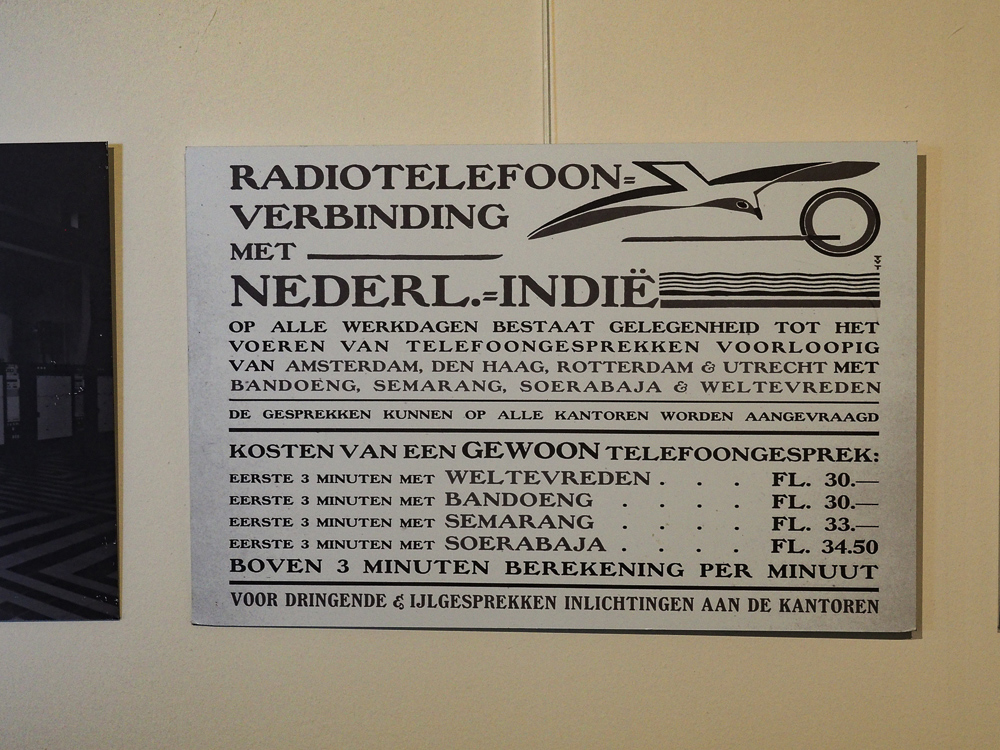 RADIOTELEFOON=
VERBINDING
MET
NEDERL.=INDIË
OP ALLE WERKDAGEN BESTAAT GELEGENHEID TOT HET
VOEREN VAN TELEFOONGESPREKKEN VOORLOOPIG
VAN AMSTERDAM, DEN HAAG, ROTTERDAM & UTRECHT MET
BANDOENG, SEMARANG, SOERABAJA & WELTEVREDEN
DE GESPREKKEN KUNNEN OP ALLE KANTOREN WORDEN AANGEVRAAGD
KOSTEN VAN EEN GEWOON TELEFOONGESPREK:
EERSTE 3 MINUTEN MET WELTEVREDEN . . . FL. 30.—
EERSTE 3 MINUTEN MET BANDOENG . . . . FL. 30.—
EERSTE 3 MINUTEN MET SEMARANG . . . . FL. 33.—
EERSTE 3 MINUTEN MET SOERABAJA . . . . FL. 34.50
BOVEN 3 MINUTEN BEREKENING PER MINUUT
VOOR DRINGENDE & IJLGESPREKKEN INLICHTINGEN AAN DE KANTOREN